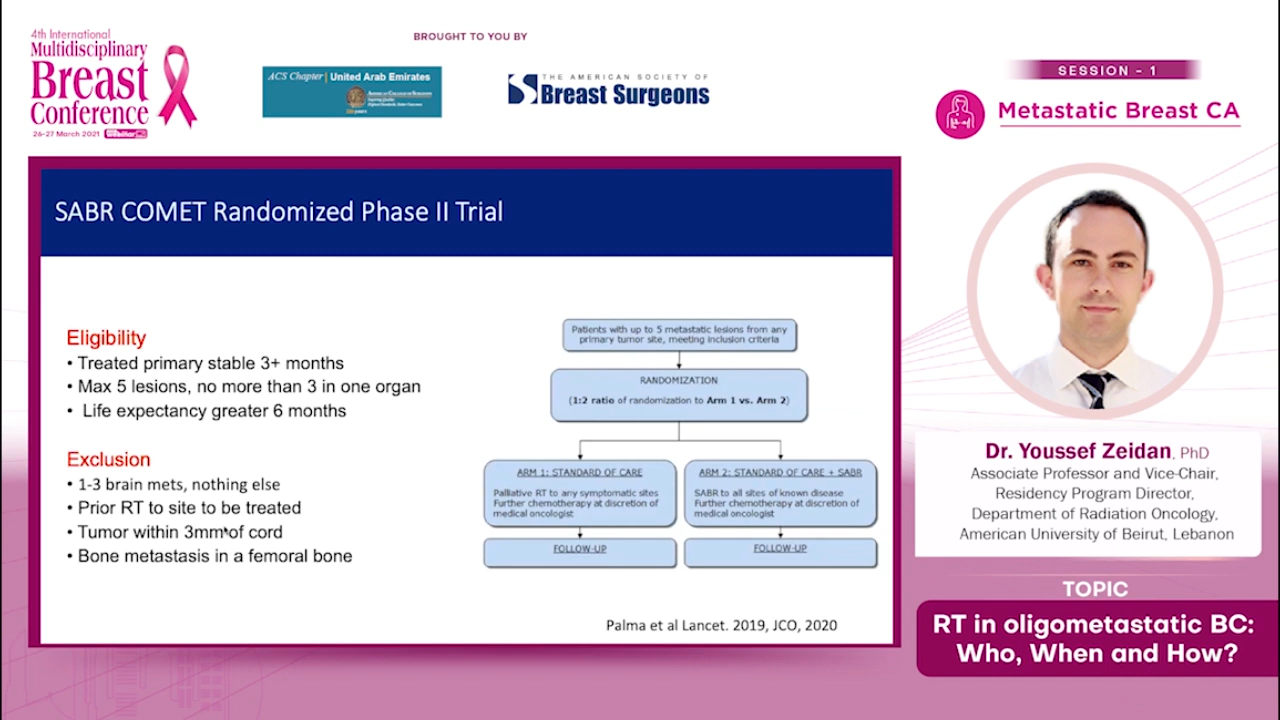 4th International
Multidisciplinary
Breast
Conference
26-27 March 2021
BROUGHT TO YOU BY
ACS Chapter | United Arab Emirates
AMERICAN COLLEGE OF SURGEONS
THE AMERICAN SOCIETY OF
Breast Surgeons
SESSION - 1
Metastatic Breast CA
SABR COMET Randomized Phase II Trial
Eligibility
• Treated primary stable 3+ months
• Max 5 lesions, no more than 3 in one organ
• Life expectancy greater 6 months
Exclusion
• 1-3 brain mets, nothing else
• Prior RT to site to be treated
• Tumor within 3mm of cord
• Bone metastasis in a femoral bone
Patients with up to 5 metastatic lesions from any
primary tumor site, meeting inclusion criteria
RANDOMIZATION
(1:2 ratio of randomization to Arm 1 vs. Arm 2)
ARM 1: STANDARD OF CARE
Palliative RT to any symptomatic sites
Further chemotherapy at discretion of
medical oncologist
FOLLOW-UP
ARM 2: STANDARD OF CARE + SABR
SABR to all sites of known disease
Further chemotherapy at discretion of
medical oncologist
FOLLOW-UP
Palma et al Lancet. 2019, JCO, 2020
Dr. Youssef Zeidan, PhD
Associate Professor and Vice-Chair,
Residency Program Director,
Department of Radiation Oncology,
American University of Beirut, Lebanon
TOPIC
RT in oligometastatic BC:
Who, When and How?